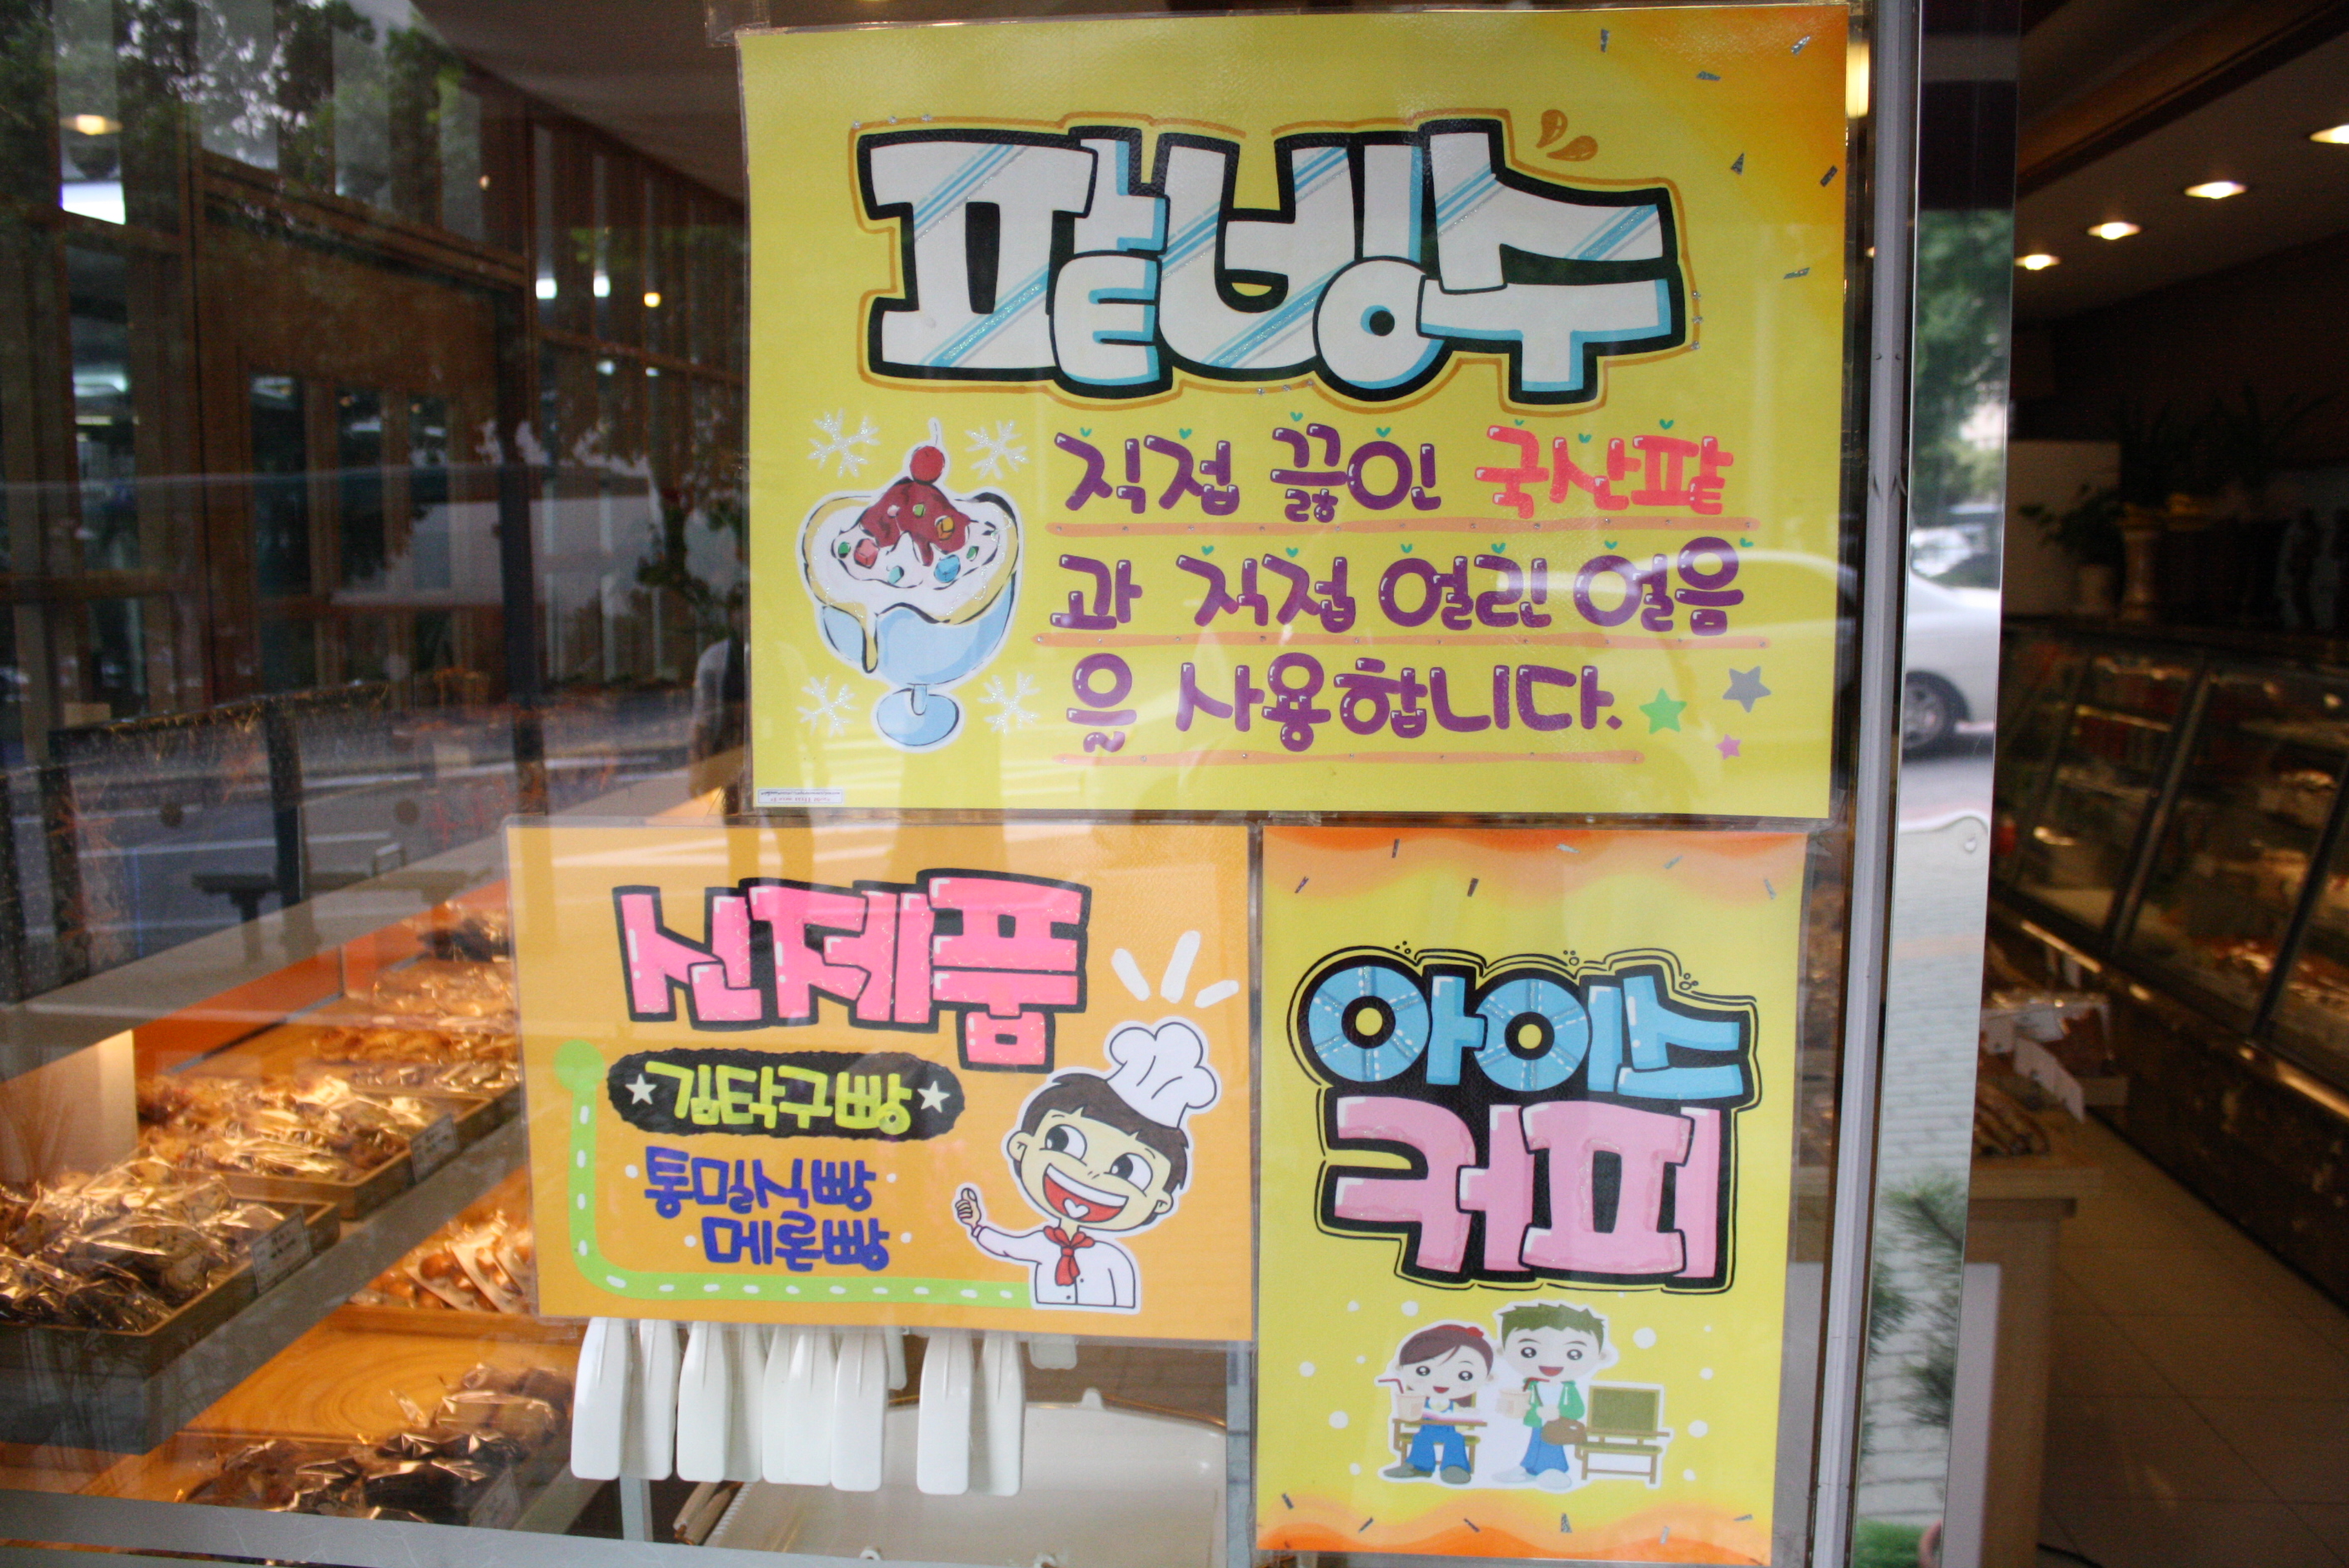 팥빙수
직접 끓인 국산팥
과 직접 얼린 얼음
을 사용합니다.
신제품
김탁구빵
통밀식빵
메론빵
아이스
커피